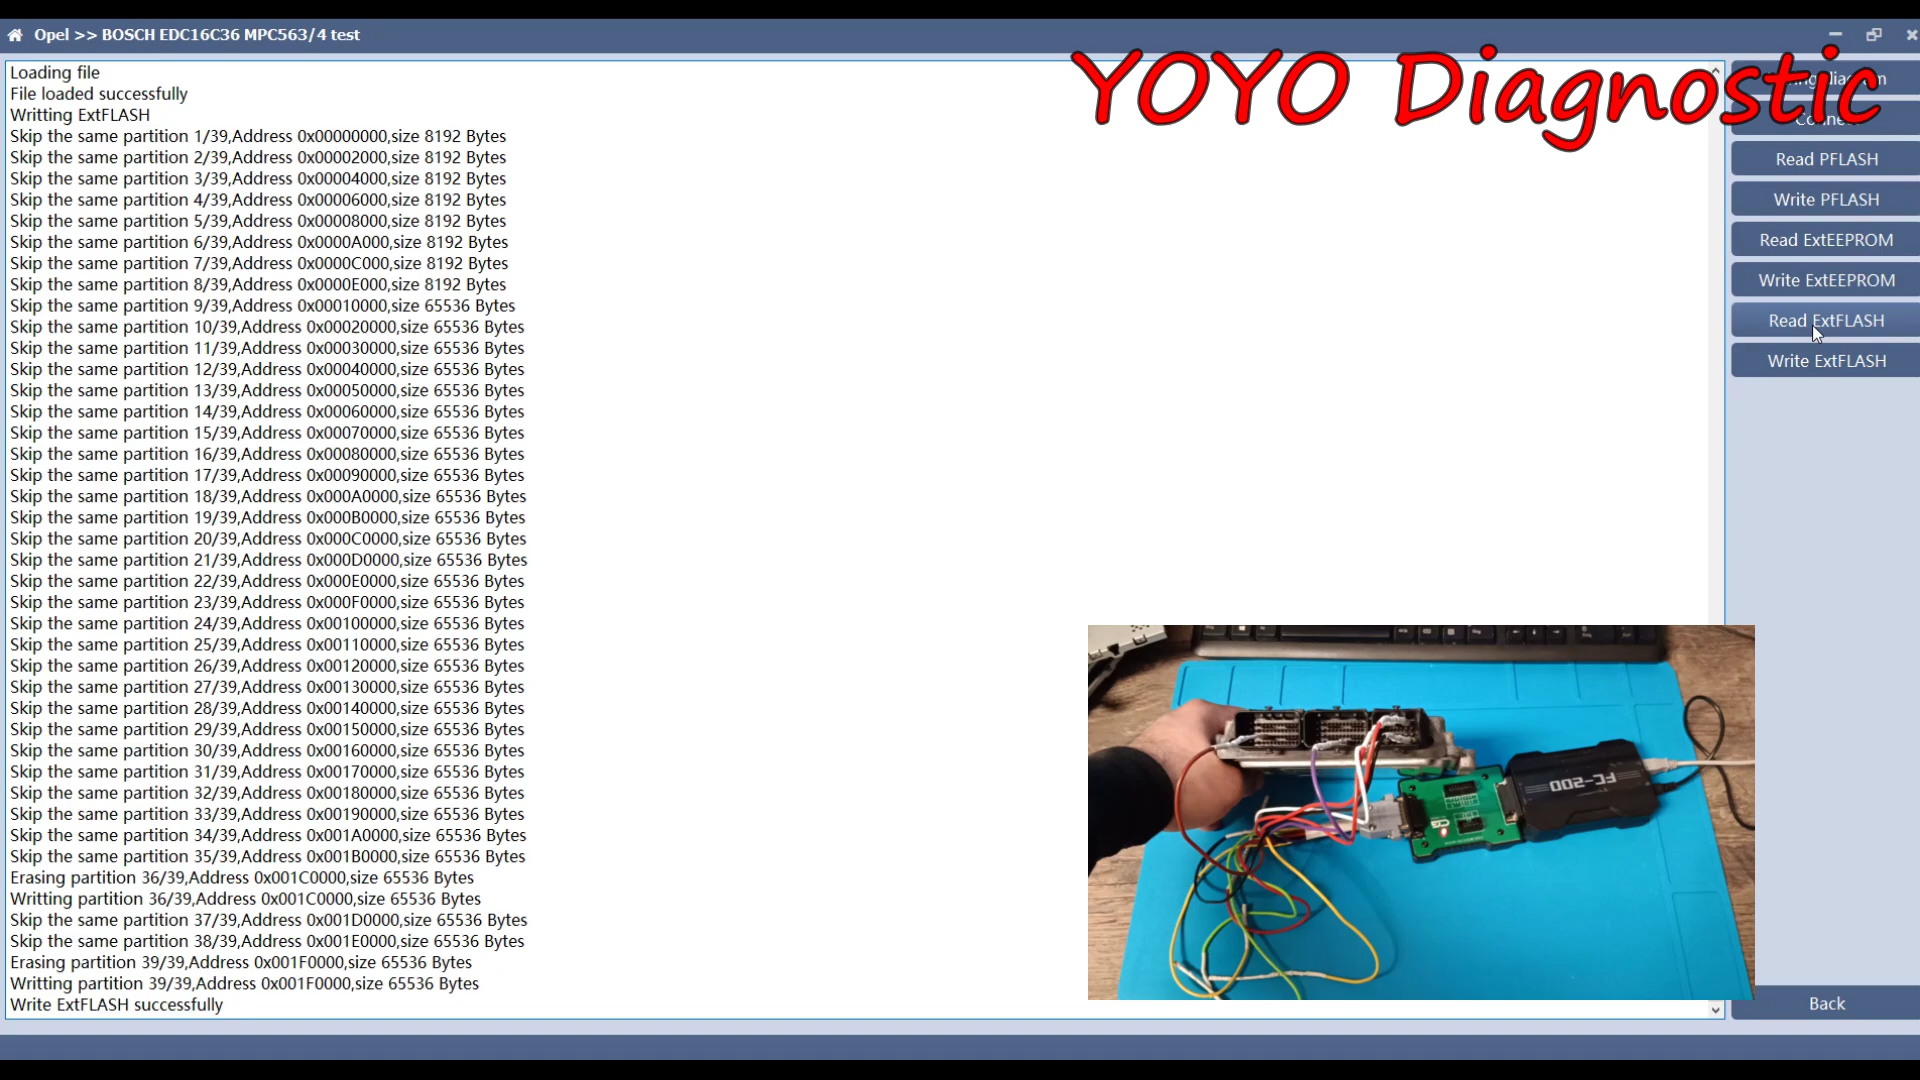 Opel >> BOSCH EDC16C36 MPC563/4 test
YOYO Diagnostic
Loading file
File loaded successfully
Writting ExtFLASH
Skip the same partition 1/39,Address 0x00000000,size 8192 Bytes
Skip the same partition 2/39,Address 0x00002000,size 8192 Bytes
Skip the same partition 3/39,Address 0x00004000,size 8192 Bytes
Skip the same partition 4/39,Address 0x00006000,size 8192 Bytes
Skip the same partition 5/39,Address 0x00008000,size 8192 Bytes
Skip the same partition 6/39,Address 0x0000A000,size 8192 Bytes
Skip the same partition 7/39,Address 0x0000C000,size 8192 Bytes
Skip the same partition 8/39,Address 0x0000E000,size 8192 Bytes
Skip the same partition 9/39,Address 0x00010000,size 65536 Bytes
Skip the same partition 10/39,Address 0x00020000,size 65536 Bytes
Skip the same partition 11/39,Address 0x00030000,size 65536 Bytes
Skip the same partition 12/39,Address 0x00040000,size 65536 Bytes
Skip the same partition 13/39,Address 0x00050000,size 65536 Bytes
Skip the same partition 14/39,Address 0x00060000,size 65536 Bytes
Skip the same partition 15/39,Address 0x00070000,size 65536 Bytes
Skip the same partition 16/39,Address 0x00080000,size 65536 Bytes
Skip the same partition 17/39,Address 0x00090000,size 65536 Bytes
Skip the same partition 18/39,Address 0x000A0000,size 65536 Bytes
Skip the same partition 19/39,Address 0x000B0000,size 65536 Bytes
Skip the same partition 20/39,Address 0x000C0000,size 65536 Bytes
Skip the same partition 21/39,Address 0x000D0000,size 65536 Bytes
Skip the same partition 22/39,Address 0x000E0000,size 65536 Bytes
Skip the same partition 23/39,Address 0x000F0000,size 65536 Bytes
Skip the same partition 24/39,Address 0x00100000,size 65536 Bytes
Skip the same partition 25/39,Address 0x00110000,size 65536 Bytes
Skip the same partition 26/39,Address 0x00120000,size 65536 Bytes
Skip the same partition 27/39,Address 0x00130000,size 65536 Bytes
Skip the same partition 28/39,Address 0x00140000,size 65536 Bytes
Skip the same partition 29/39,Address 0x00150000,size 65536 Bytes
Skip the same partition 30/39,Address 0x00160000,size 65536 Bytes
Skip the same partition 31/39,Address 0x00170000,size 65536 Bytes
Skip the same partition 32/39,Address 0x00180000,size 65536 Bytes
Skip the same partition 33/39,Address 0x00190000,size 65536 Bytes
Skip the same partition 34/39,Address 0x001A0000,size 65536 Bytes
Skip the same partition 35/39,Address 0x001B0000,size 65536 Bytes
Erasing partition 36/39,Address 0x001C0000,size 65536 Bytes
Writting partition 36/39,Address 0x001C0000,size 65536 Bytes
Skip the same partition 37/39,Address 0x001D0000,size 65536 Bytes
Skip the same partition 38/39,Address 0x001E0000,size 65536 Bytes
Erasing partition 39/39,Address 0x001F0000,size 65536 Bytes
Writting partition 39/39,Address 0x001F0000,size 65536 Bytes
Write ExtFLASH successfully
Read PFLASH
Write PFLASH
Read ExtEEPROM
Write ExtEEPROM
Read ExtFLASH
Write ExtFLASH
FC-200
Back